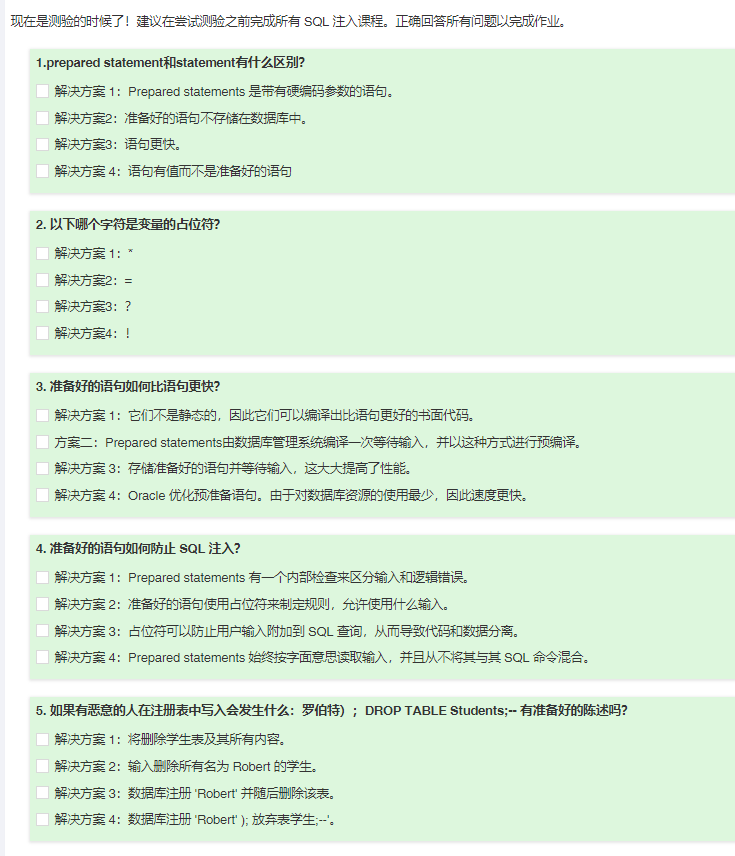 现在是测验的时候了！建议在尝试测验之前完成所有 SQL 注入课程。正确回答所有问题以完成作业。
1.prepared statement和statement有什么区别？
解决方案 1：Prepared statements 是带有硬编码参数的语句。
解决方案2：准备好的语句不存储在数据库中。
解决方案3：语句更快。
解决方案 4：语句有值而不是准备好的语句
2. 以下哪个字符是变量的占位符？
解决方案 1：*
解决方案2：=
解决方案3：？
解决方案4：！
3. 准备好的语句如何比语句更快？
解决方案 1：它们不是静态的，因此它们可以编译出比语句更好的书面代码。
方案二：Prepared statements由数据库管理系统编译一次等待输入，并以这种方式进行预编译。
解决方案 3：存储准备好的语句并等待输入，这大大提高了性能。
解决方案 4：Oracle 优化预准备语句。由于对数据库资源的使用最少，因此速度更快。
4. 准备好的语句如何防止 SQL 注入？
解决方案 1：Prepared statements 有一个内部检查来区分输入和逻辑错误。
解决方案 2：准备好的语句使用占位符来制定规则，允许使用什么输入。
解决方案 3：占位符可以防止用户输入附加到 SQL 查询，从而导致代码和数据分离。
解决方案 4：Prepared statements 始终按字面意思读取输入，并且从不将其与其 SQL 命令混合。
5. 如果有恶意的人在注册表中写入会发生什么：罗伯特）；DROP TABLE Students;-- 有准备好的陈述吗？
解决方案 1：将删除学生表及其所有内容。
解决方案 2：输入删除所有名为 Robert 的学生。
解决方案 3：数据库注册 'Robert' 并随后删除该表。
解决方案 4：数据库注册 'Robert' ); 放弃表学生;--'。